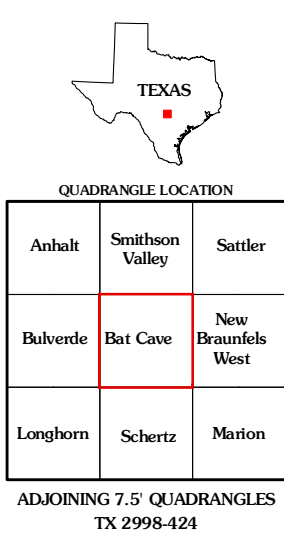 TEXAS
QUADRANGLE LOCATION
Anhalt
Smithson
Valley
Sattler
Bulverde
Bat Cave
New
Braunfels
West
Longhorn
Schertz
Marion
ADJOINING 7.5' QUADRANGLES
TX 2998-424